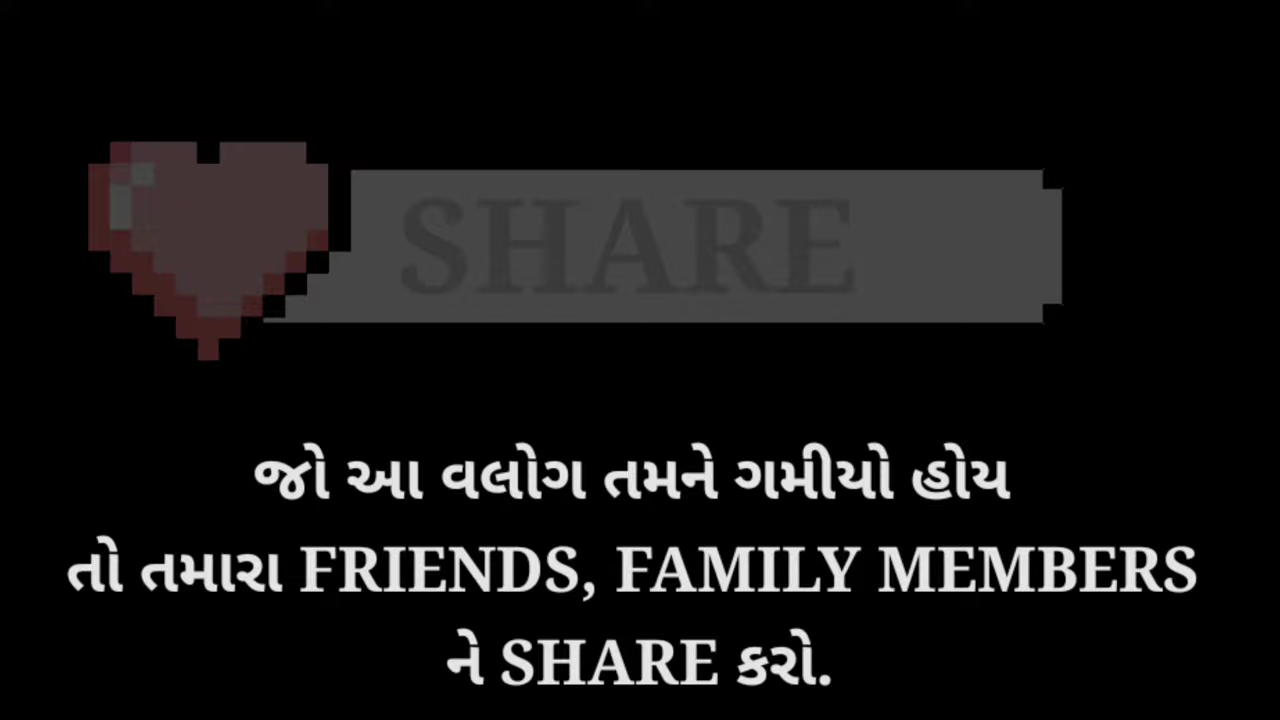 SHARE
જો આ વલોગ તમને ગમીયો હોય
તો તમારા FRIENDS, FAMILY MEMBERS
ને SHARE કરો.